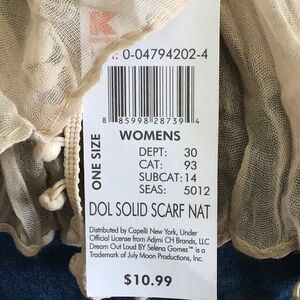 K
: 0-04794202-4
8 85998 28739 4
ONE SIZE
WOMENS
DEPT: 30
CAT: 93
SUBCAT: 14
SEAS: 5012
DOL SOLID SCARF NAT
Distributed by Capelli New York, Under
Official License from Adjmi CH Brands, LLC
Dream Out Loud BY Selena Gomez™ is a
Trademark of July Moon Productions, Inc.
$10.99